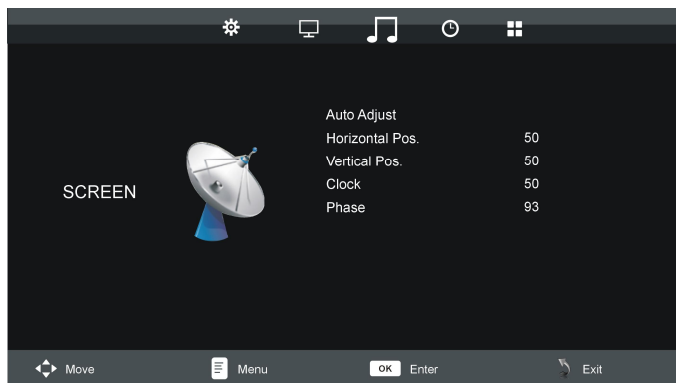 Auto Adjust
Horizontal Pos. 50
Vertical Pos. 50
SCREEN
Clock 50
Phase 93
Move Menu OK Enter Exit